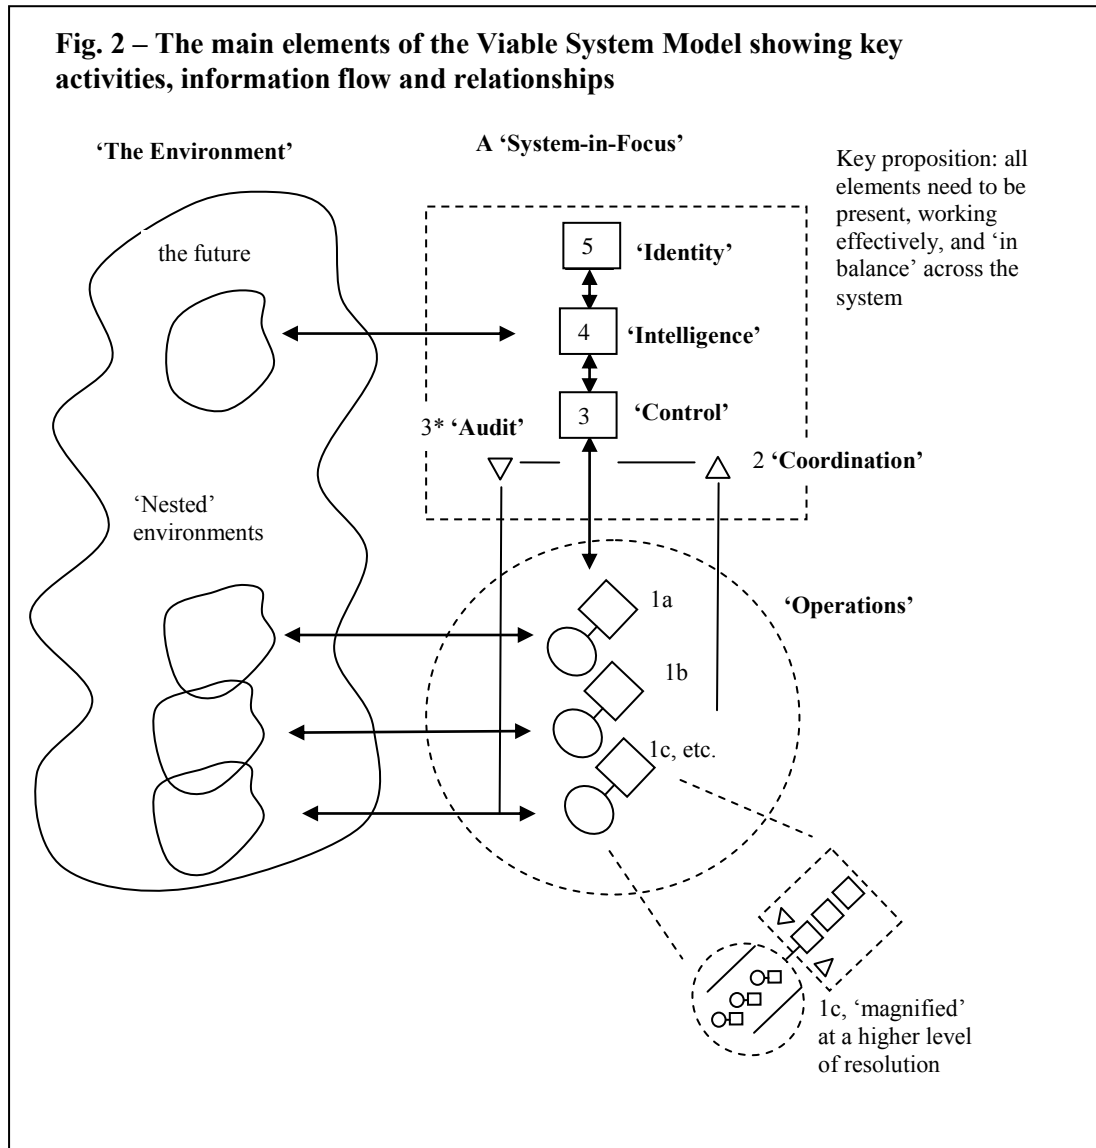 Fig. 2 – The main elements of the Viable System Model showing key
activities, information flow and relationships
‘The Environment’
A ‘System-in-Focus’
Key proposition: all
elements need to be
present, working
effectively, and ‘in
balance’ across the
system
the future
5
‘Identity’
4
‘Intelligence’
3
‘Control’
3* ‘Audit’
2 ‘Coordination’
‘Nested’
environments
1a
‘Operations’
1b
1c, etc.
1c, ‘magnified’
at a higher level
of resolution